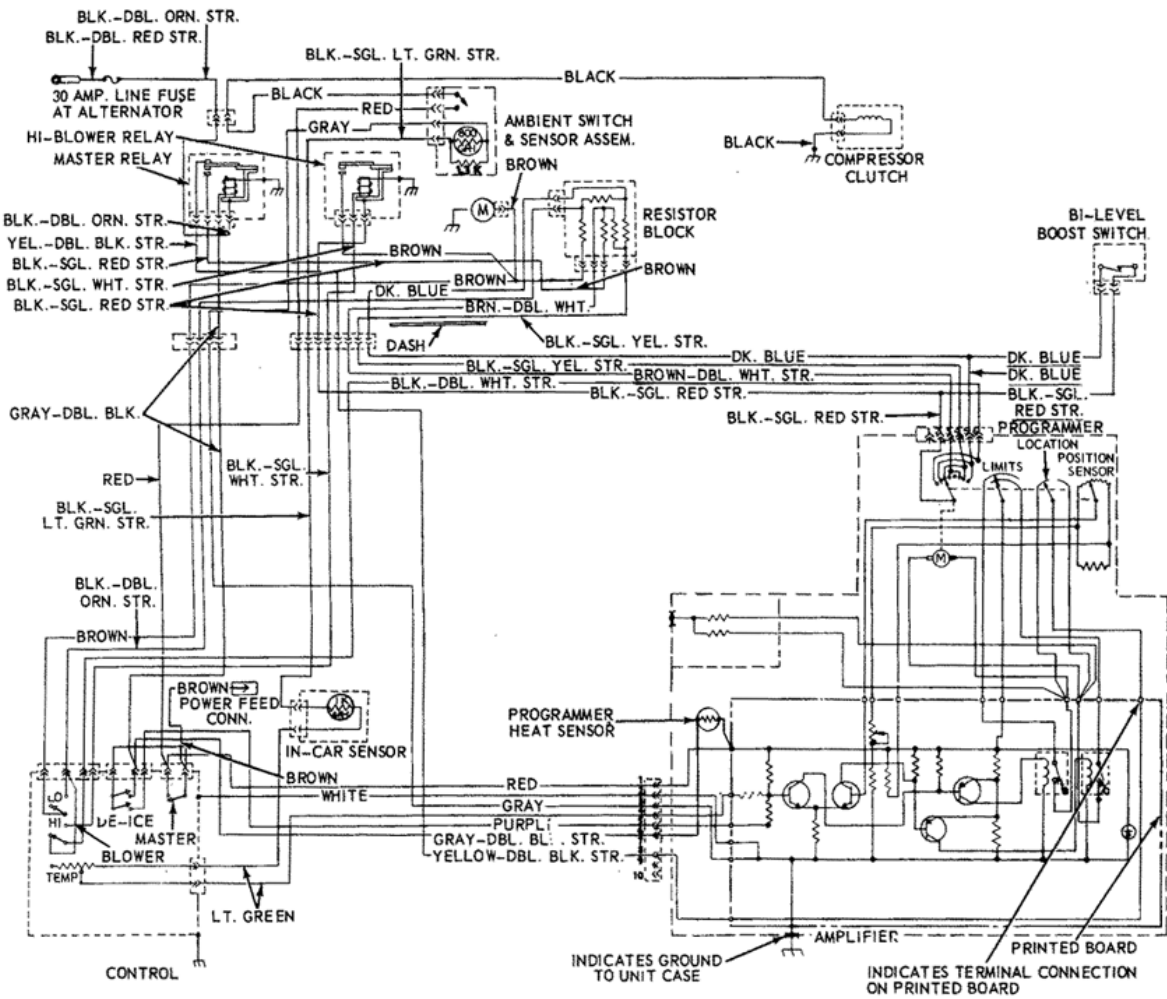 BLK.-DBL. ORN. STR.
BLK.-DBL. RED STR.
30 AMP. LINE FUSE
AT ALTERNATOR
HI-BLOWER RELAY
MASTER RELAY
BLK.-SGL. LT. GRN. STR.
BLACK
BLACK
RED
GRAY
AMBIENT SWITCH
& SENSOR ASSEM.
BROWN
BLACK
COMPRESSOR
CLUTCH
M
RESISTOR
BLOCK
BI-LEVEL
BOOST SWITCH
BLK.-DBL. ORN. STR.
YEL.-DBL. BLK. STR.
BLK.-SGL. RED STR.
BLK.-SGL. WHT. STR.
BLK.-SGL. RED STR.
BROWN
BROWN
BROWN
DK. BLUE
BRN.-DBL. WHT.
DASH
BLK.-SGL. YEL. STR.
DK. BLUE
DK. BLUE
DK. BLUE
BLK.-SGL. YEL. STR.
BROWN-DBL. WHT. STR.
BLK.-DBL. WHT. STR.
BLK.-SGL. RED STR.
BLK.-SGL.
RED STR.
BLK.-SGL. RED STR.
PROGRAMMER
LOCATION
LIMITS
POSITION
SENSOR
M
GRAY-DBL. BLK.
RED
BLK.-SGL.
WHT. STR.
BLK.-SGL.
LT. GRN. STR.
BLK.-DBL.
ORN. STR.
BROWN
BROWN
POWER FEED
CONN.
IN-CAR SENSOR
PROGRAMMER
HEAT SENSOR
BROWN
RED
WHITE
GRAY
PURPL
GRAY-DBL. BL. STR.
YELLOW-DBL. BLK. STR.
1
10
LO
HI
DE-ICE
MASTER
BLOWER
TEMP
LT. GREEN
CONTROL
INDICATES GROUND
TO UNIT CASE
AMPLIFIER
PRINTED BOARD
INDICATES TERMINAL CONNECTION
ON PRINTED BOARD